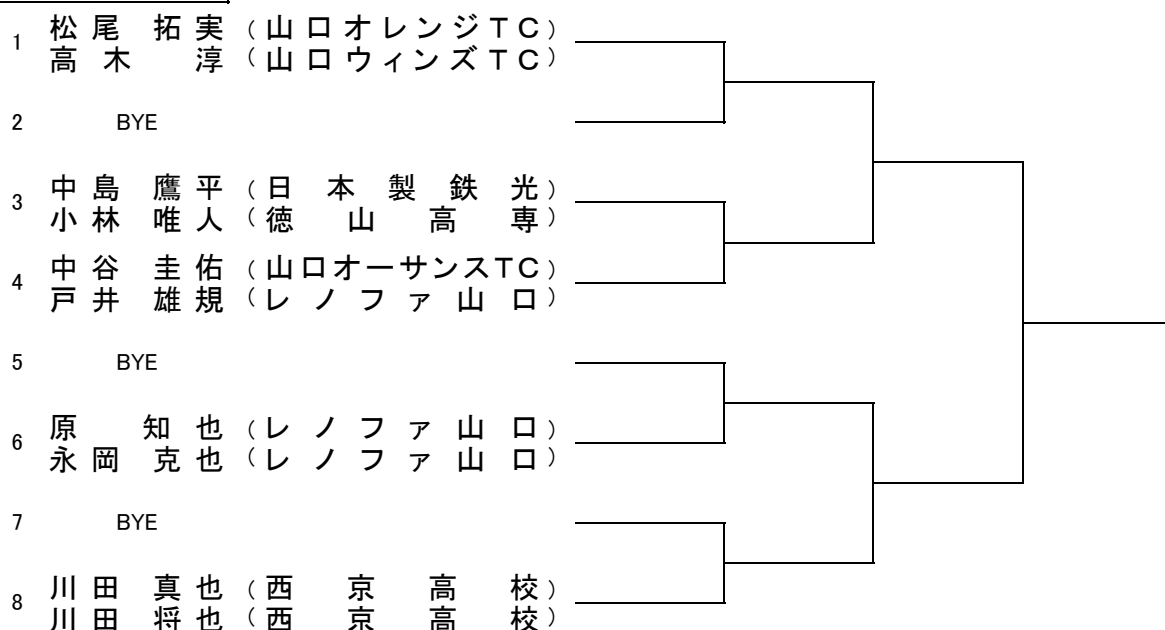 1 松尾 拓実 (山口オレンジTC)
高木 淳 (山口ウィンズTC)
2 BYE
3 中島 鷹平 (日本製鉄光)
小林 唯人 (徳山高専)
4 中谷 圭佑 (山口オーサンスTC)
戸井 雄規 (レノファ山口)
5 BYE
6 原 知也 (レノファ山口)
永岡 克也 (レノファ山口)
7 BYE
8 川田 真也 (西京高校)
川田 将也 (西京高校)